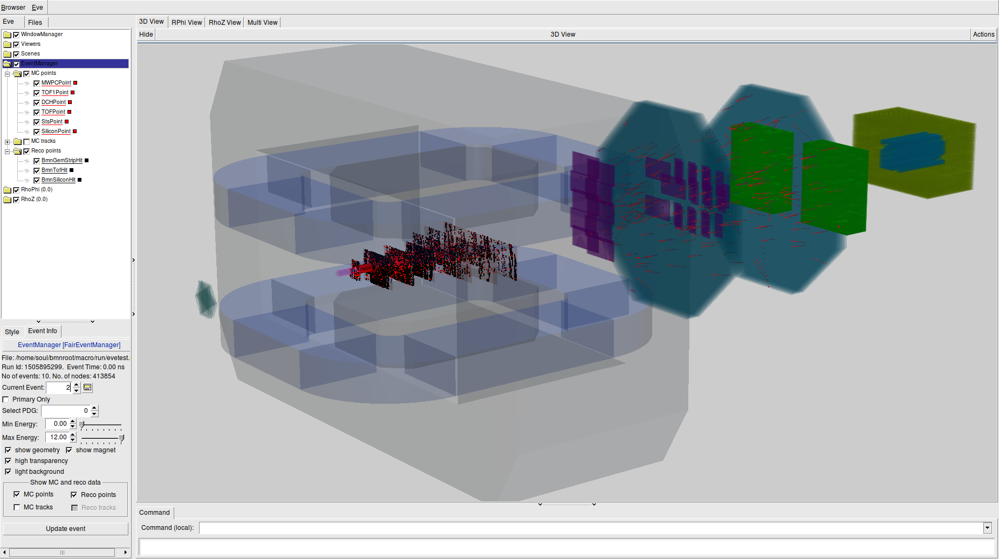 Browser Eve
Eve Files
WindowManager
Viewers
Scenes
EventManager
MC points
MWPCPoint
TOF1Point
DCHPoint
TOFPoint
StsPoint
SiliconPoint
MC tracks
Reco points
BmnGemStripHit
BmnTofHit
BmnSiliconHit
RhoPhi (0.0)
RhoZ (0.0)
Style Event Info
EventManager [FairEventManager]
File: /home/soul/bmnroot/macro/run/evetest.
Run Id: 1505895299. Event Time: 0.00 ns
No of events: 10. No. of nodes: 413854
Current Event: 2
Primary Only
Select PDG: 0
Min Energy: 0.00
Max Energy: 12.00
show geometry show magnet
high transparency
light background
Show MC and reco data
MC points Reco points
MC tracks Reco tracks
Update event
3D View RPhi View RhoZ View Multi View
Hide 3D View Actions
Command
Command (local):